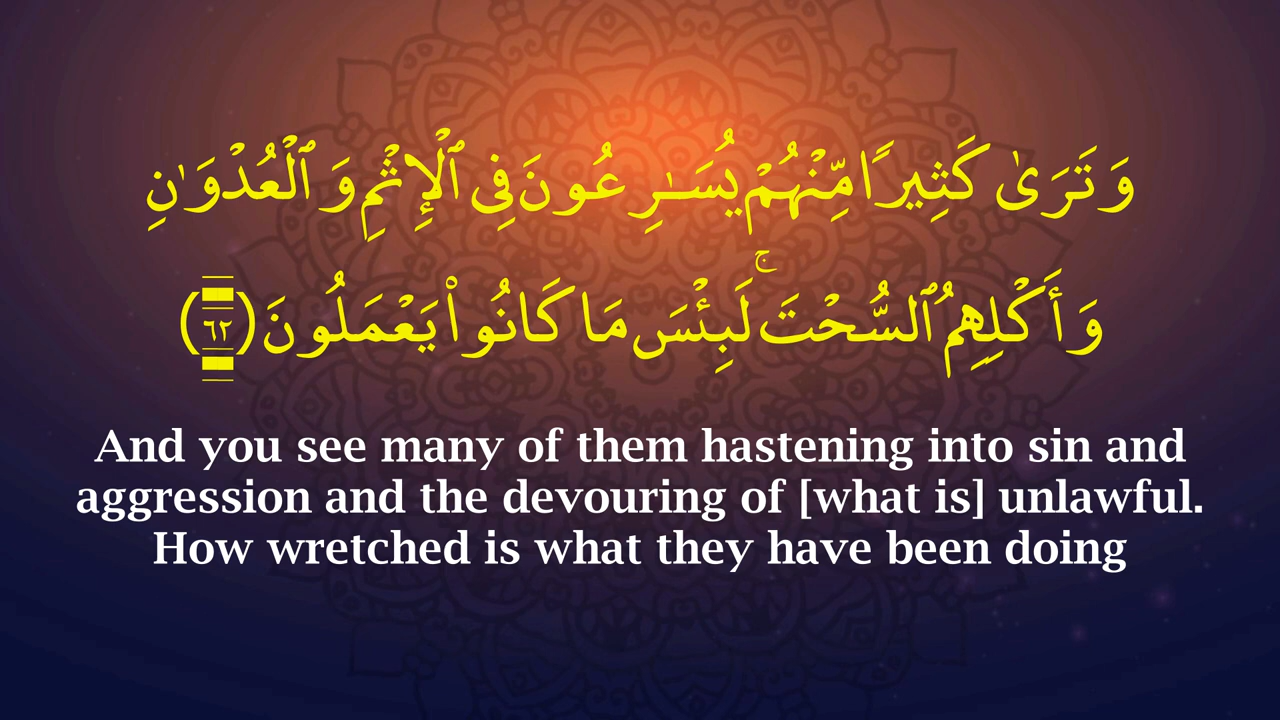 وَتَرَىٰ كَثِيرًا مِّنْهُمْ يُسَـٰرِعُونَ فِى ٱلْإِثْمِ وَٱلْعُدْوَٰنِ
وَأَكْلِهِمُ ٱلسُّحْتَ ۚ لَبِئْسَ مَا كَانُوا۟ يَعْمَلُونَ (٦٢)
And you see many of them hastening into sin and
aggression and the devouring of [what is] unlawful.
How wretched is what they have been doing